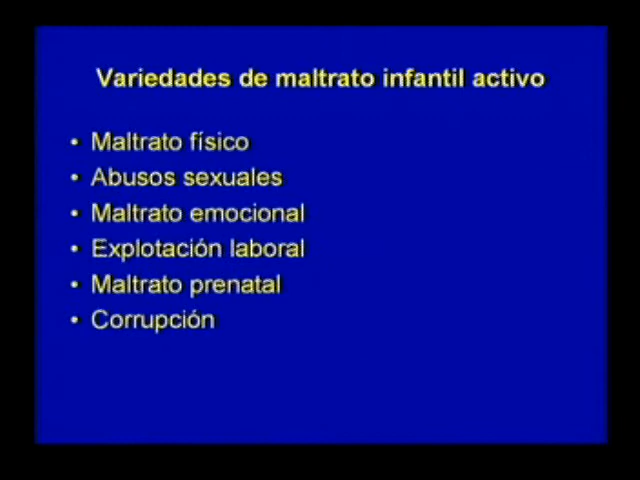 Variedades de maltrato infantil activo
• Maltrato físico
• Abusos sexuales
• Maltrato emocional
• Explotación laboral
• Maltrato prenatal
• Corrupción